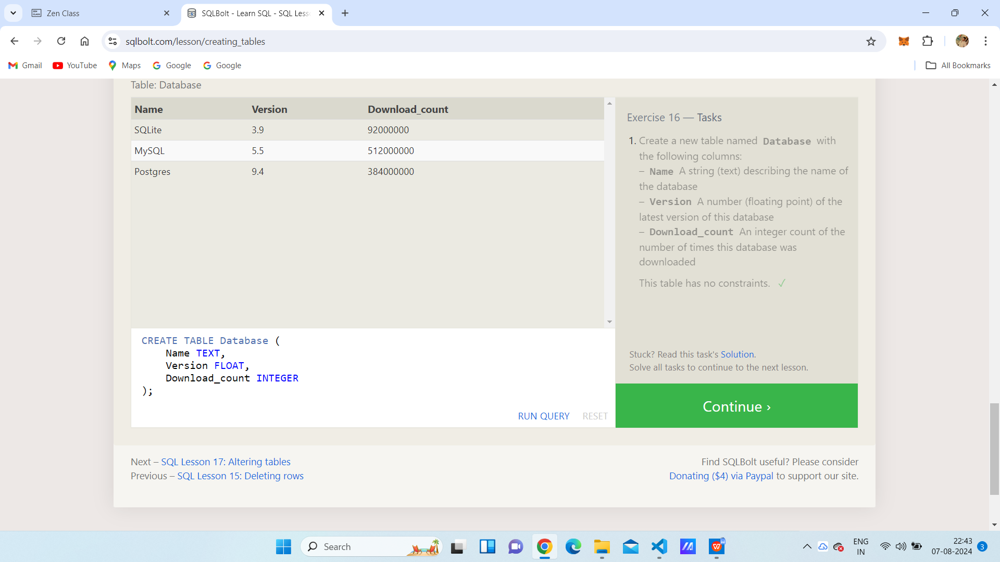 Zen Class
SQLBolt - Learn SQL - SQL Less
sqlbolt.com/lesson/creating_tables
Gmail YouTube Maps Google Google All Bookmarks
Table: Database
Name Version Download_count
SQLite 3.9 92000000
MySQL 5.5 512000000
Postgres 9.4 384000000
Exercise 16 — Tasks
1. Create a new table named Database with
the following columns:
– Name A string (text) describing the name of
the database
– Version A number (floating point) of the
latest version of this database
– Download_count An integer count of the
number of times this database was
downloaded
This table has no constraints. ✓
CREATE TABLE Database (
Name TEXT,
Version FLOAT,
Download_count INTEGER
);
RUN QUERY RESET
Stuck? Read this task's Solution.
Solve all tasks to continue to the next lesson.
Continue ›
Next – SQL Lesson 17: Altering tables
Previous – SQL Lesson 15: Deleting rows
Find SQLBolt useful? Please consider
Donating ($4) via Paypal to support our site.
Search
ENG
IN
22:43
07-08-2024
3